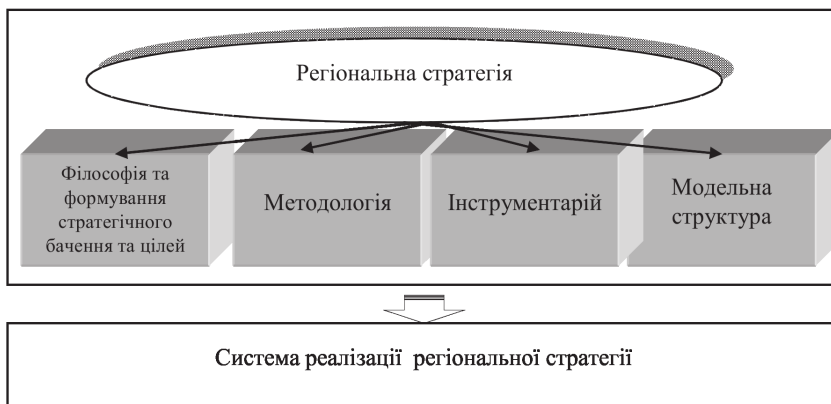 Регіональна стратегія
Філософія та
формування
стратегічного
бачення та цілей
Методологія
Інструментарій
Модельна
структура
Система реалізації регіональної стратегії